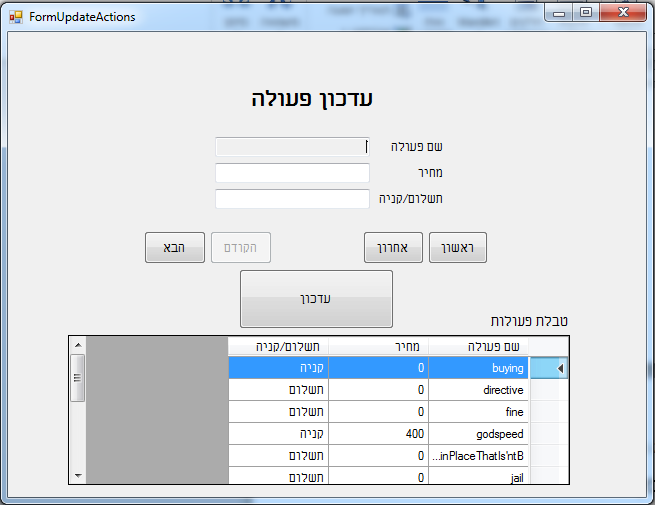 FormUpdateActions
עדכון פעולה
שם פעולה
מחיר
תשלום/קניה
ראשון אחרון הקודם הבא
עדכון
טבלת פעולות
שם פעולה מחיר תשלום/קניה
buying 0 קניה
directive 0 תשלום
fine 0 תשלום
godspeed 400 קניה
...inPlaceThatIs'ntB 0 תשלום
jail 0 תשלום